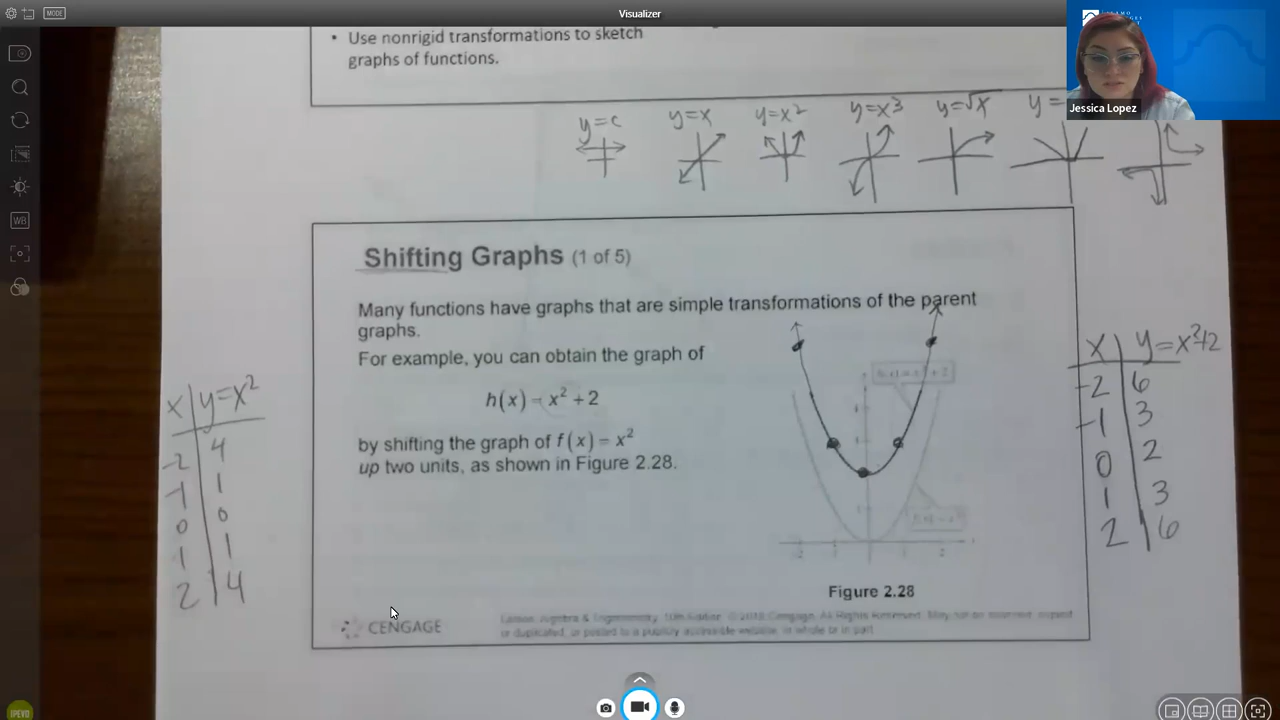 MODE
Visualizer
Jessica Lopez
• Use nonrigid transformations to sketch
graphs of functions.
y=c
y=x
y=x²
y=x³
y=√x
y=
Shifting Graphs (1 of 5)
Many functions have graphs that are simple transformations of the parent
graphs.
For example, you can obtain the graph of
h(x) = x² + 2
by shifting the graph of f(x) = x²
up two units, as shown in Figure 2.28.
Figure 2.28
CENGAGE
x y=x²
-2 4
-1 1
0 0
1 1
2 4
x y=x²+2
-2 6
-1 3
0 2
1 3
2 6
WB
IPEVO